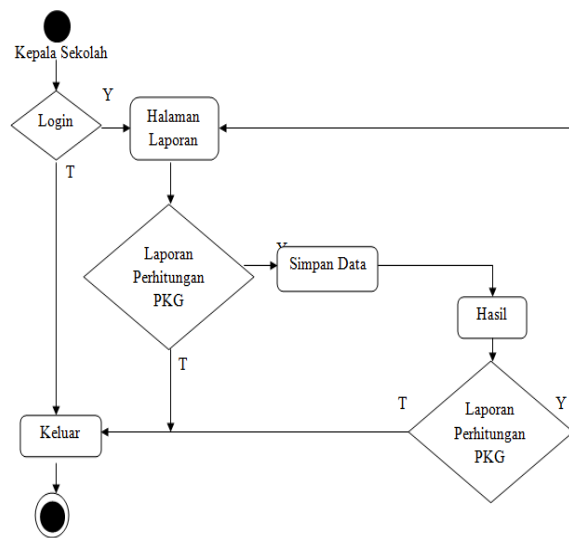 Kepala Sekolah
Login
Y
T
Halaman
Laporan
Laporan
Perhitungan
PKG
Y
T
Simpan Data
Hasil
Laporan
Perhitungan
PKG
T
Y
Keluar